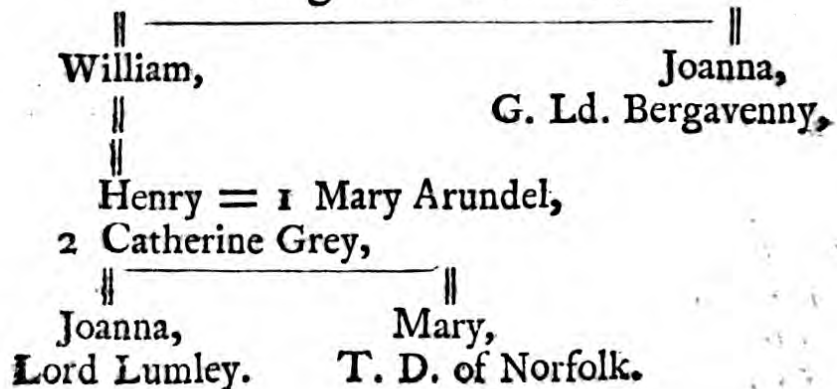 William, Joanna,
G. Ld. Bergavenny,
Henry = 1 Mary Arundel,
2 Catherine Grey,
Joanna, Mary,
Lord Lumley. T. D. of Norfolk.